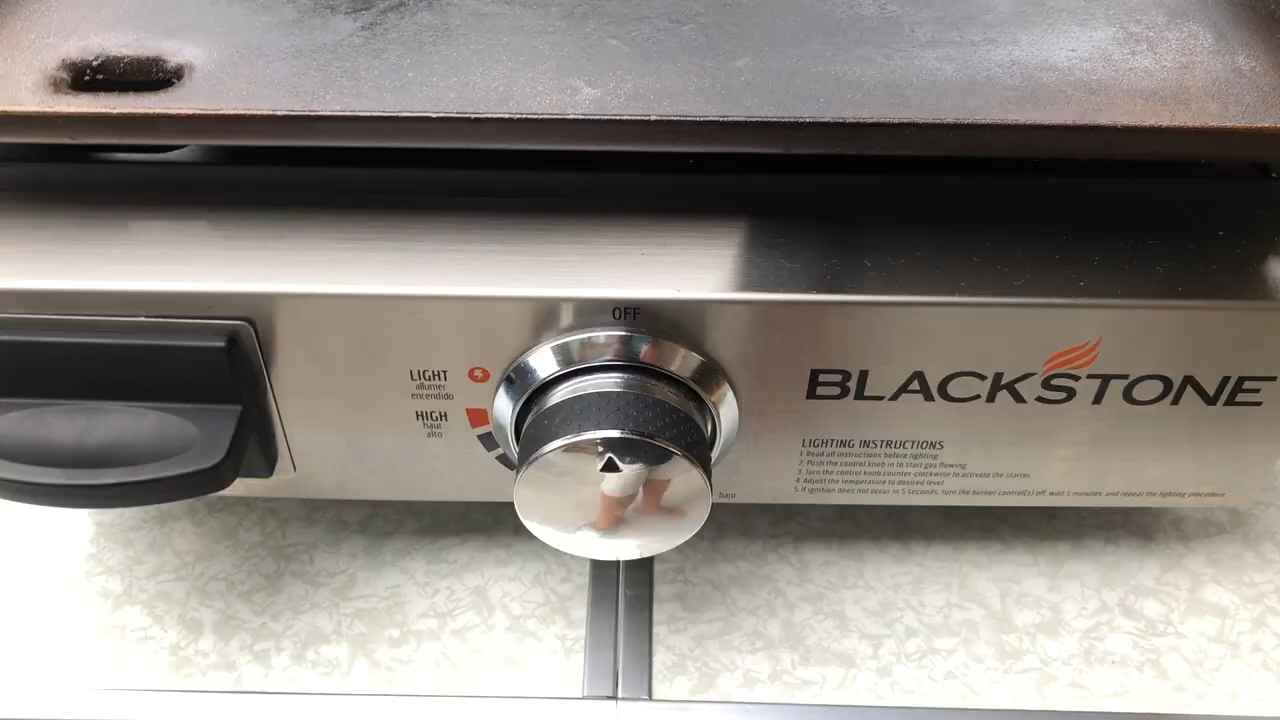 OFF
LIGHT
allumer
encendido
HIGH
haut
alto
bajo
BLACKSTONE
LIGHTING INSTRUCTIONS
1. Read all instructions before lighting.
2. Push the control knob in to start gas flowing.
3. Turn the control knob counter-clockwise to activate the starter
4. Adjust the temperature to desired level
5. If ignition does not occur in 5 seconds, turn the burner control(s) off, wait 5 minutes, and repeat the lighting procedure